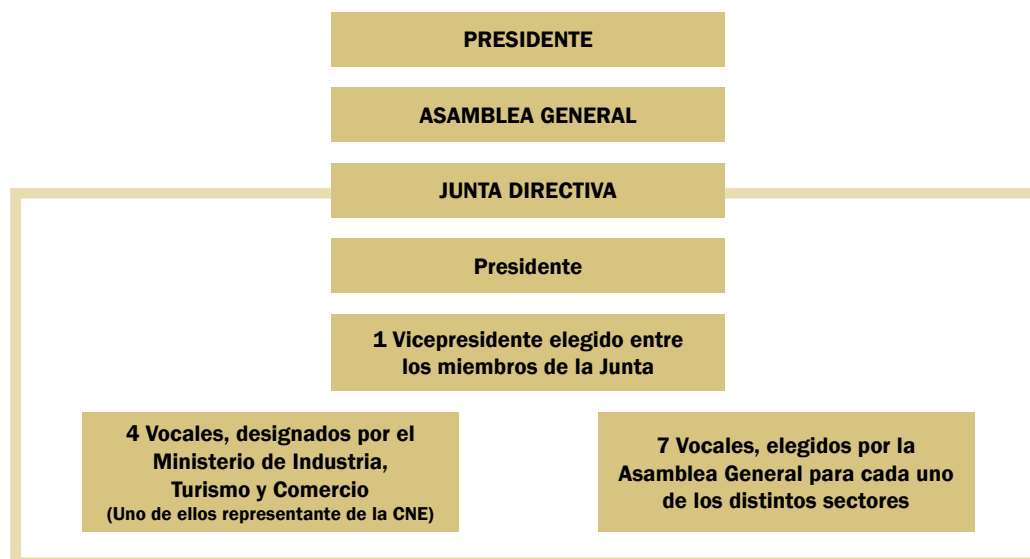 PRESIDENTE
ASAMBLEA GENERAL
JUNTA DIRECTIVA
Presidente
1 Vicepresidente elegido entre
los miembros de la Junta
4 Vocales, designados por el
Ministerio de Industria,
Turismo y Comercio
(Uno de ellos representante de la CNE)
7 Vocales, elegidos por la
Asamblea General para cada uno
de los distintos sectores